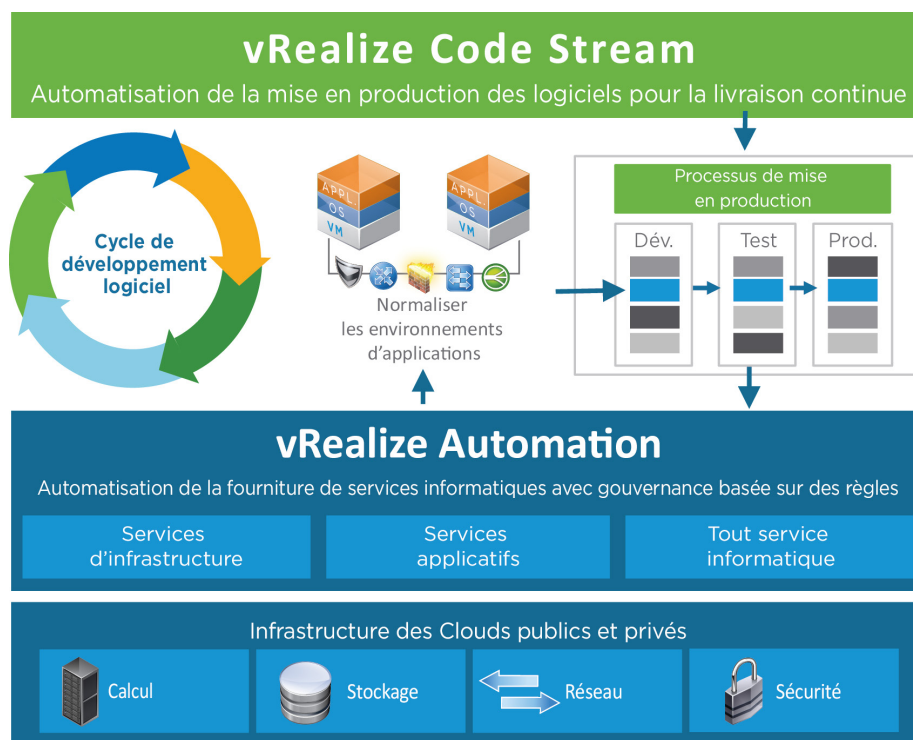 vRealize Code Stream
Automatisation de la mise en production des logiciels pour la livraison continue
Cycle de
développement
logiciel
APPL.
OS
VM
APPL.
OS
VM
Normaliser
les environnements
d'applications
Processus de mise
en production
Dév.
Test
Prod.
vRealize Automation
Automatisation de la fourniture de services informatiques avec gouvernance basée sur des règles
Services
d'infrastructure
Services
applicatifs
Tout service
informatique
Infrastructure des Clouds publics et privés
Calcul
Stockage
Réseau
Sécurité